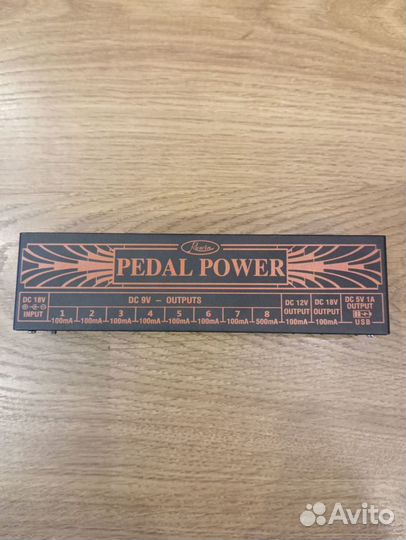 Rowin
PEDAL POWER
DC 18V
INPUT
DC 9V – OUTPUTS
1 2 3 4 5 6 7 8
100mA 100mA 100mA 100mA 100mA 100mA 100mA 500mA
DC 12V
OUTPUT
100mA
DC 18V
OUTPUT
100mA
DC 5V 1A
OUTPUT
USB
Avito